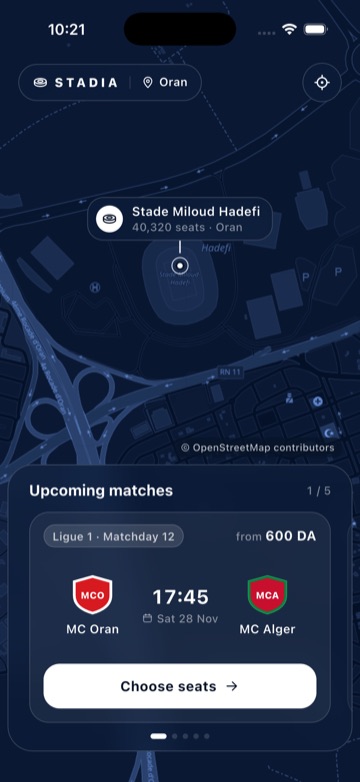 10:21
STADIA
Oran
Stade Miloud Hadefi
40,320 seats · Oran
Hadefi
H
P
P
RN 11
© OpenStreetMap contributors
Upcoming matches
1 / 5
Ligue 1 · Matchday 12
from 600 DA
MCO
17:45
MCA
MC Oran
Sat 28 Nov
MC Alger
Choose seats